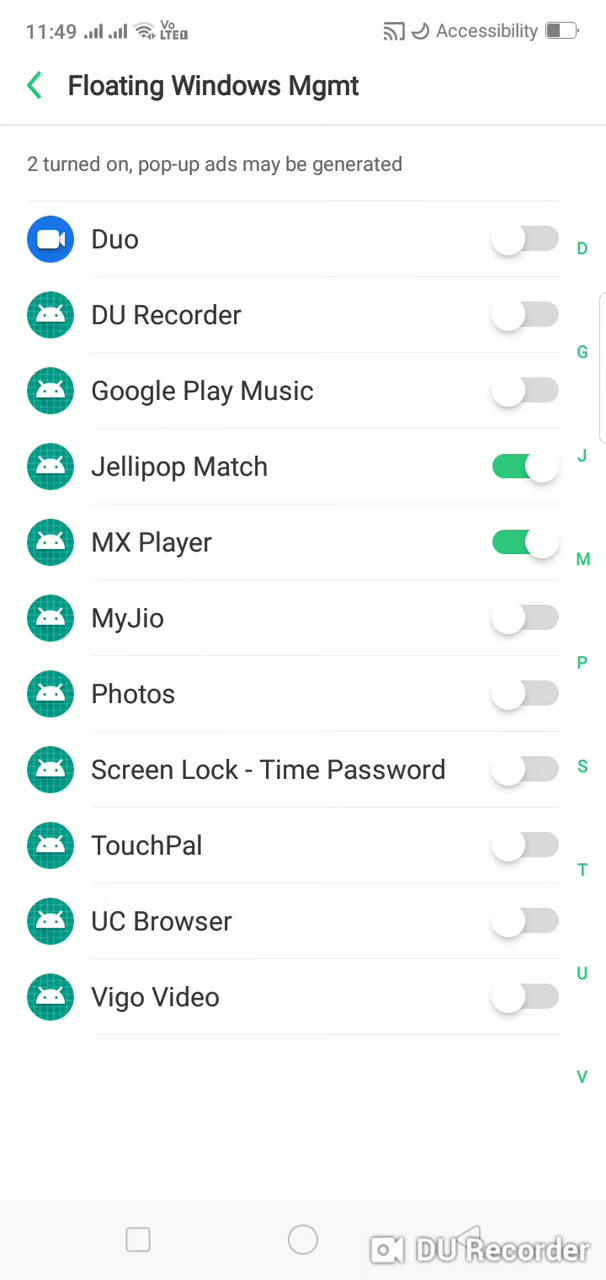 11:49 Vo LTE Accessibility
Floating Windows Mgmt
2 turned on, pop-up ads may be generated
Duo
D
DU Recorder
G
Google Play Music
Jellipop Match
J
MX Player
M
MyJio
P
Photos
Screen Lock - Time Password
S
TouchPal
T
UC Browser
U
Vigo Video
V
DU Recorder